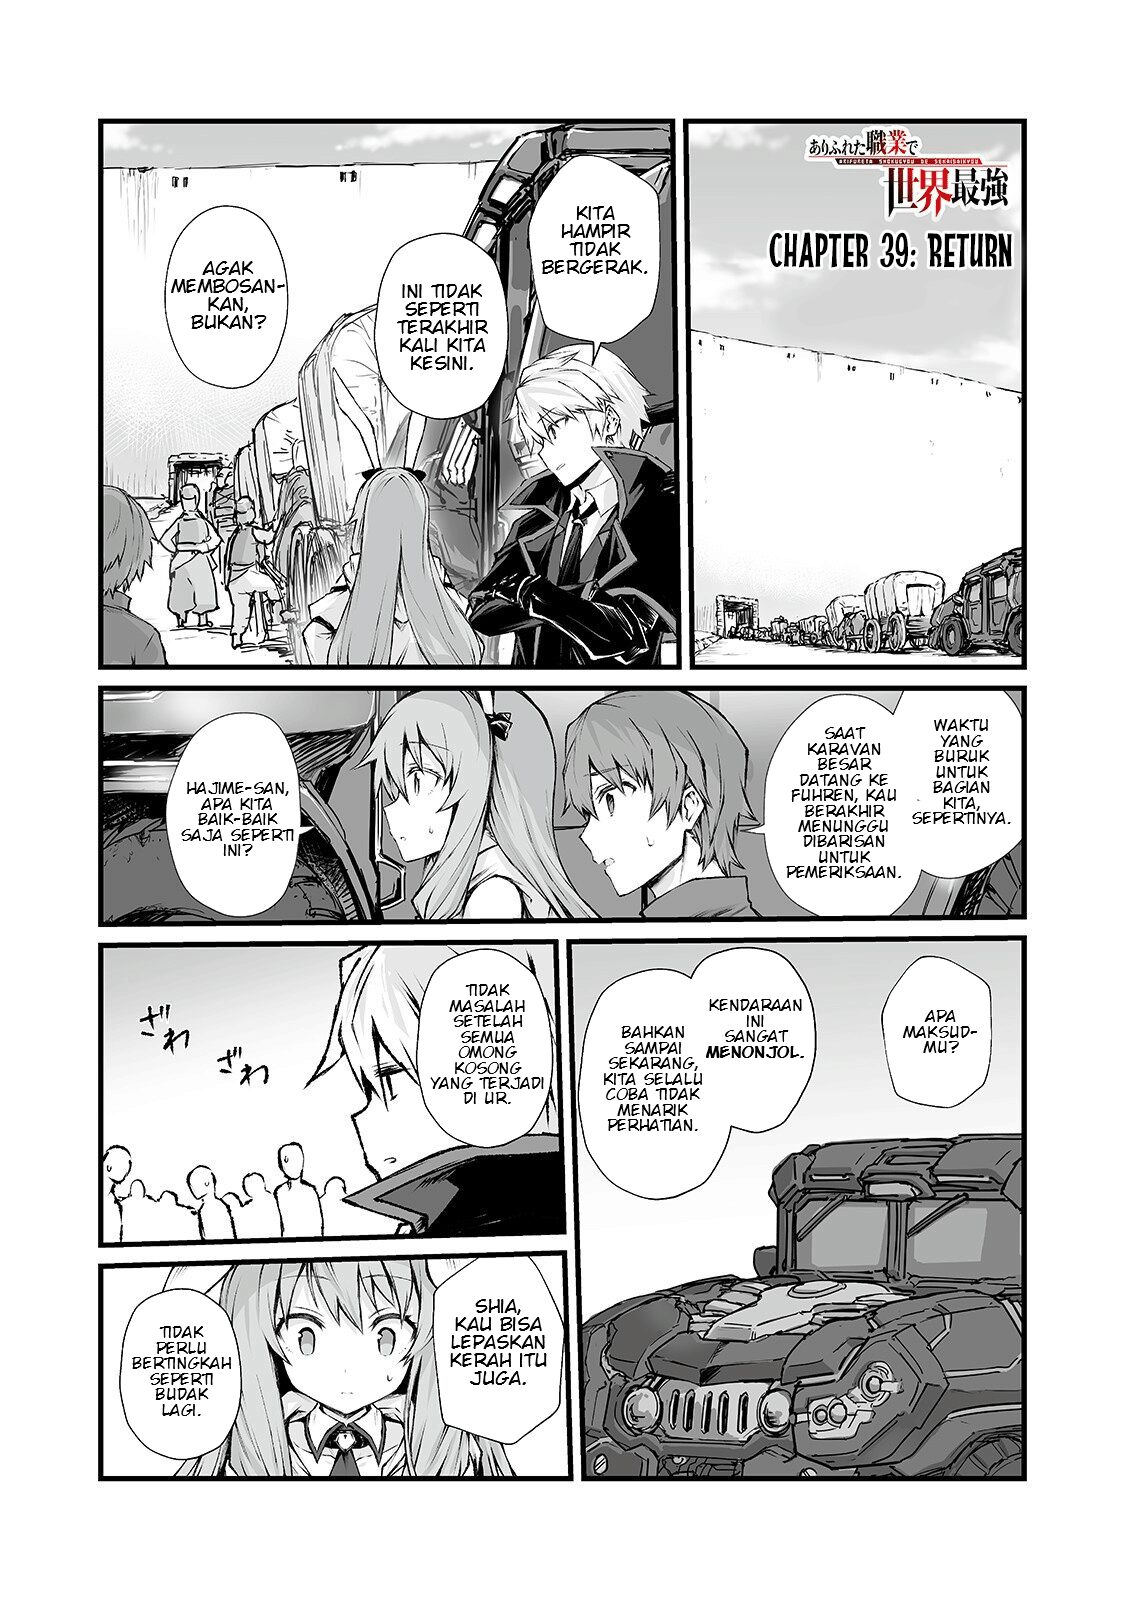 ありふれた職業で
ARIFURETA SHOKUGYOU DE SEKAISAIKYOU
世界最強
CHAPTER 39: RETURN
KITA
HAMPIR
TIDAK
BERGERAK.
INI TIDAK
SEPERTI
TERAKHIR
KALI KITA
KESINI.
AGAK
MEMBOSAN-
KAN,
BUKAN?
WAKTU
YANG
BURUK
UNTUK
BAGIAN
KITA,
SEPERTINYA.
SAAT
KARAVAN
BESAR
DATANG KE
FUHREN, KAU
BERAKHIR
MENUNGGU
DIBARISAN
UNTUK
PEMERIKSAAN.
HAJIME-SAN,
APA KITA
BAIK-BAIK
SAJA SEPERTI
INI?
APA
MAKSUD-
MU?
KENDARAAN
INI
SANGAT
MENONJOL.
BAHKAN
SAMPAI
SEKARANG,
KITA SELALU
COBA TIDAK
MENARIK
PERHATIAN.
TIDAK
MASALAH
SETELAH
SEMUA
OMONG
KOSONG
YANG TERJADI
DI UR.
ざわ
ざわ
SHIA,
KAU BISA
LEPASKAN
KERAH ITU
JUGA.
TIDAK
PERLU
BERTINGKAH
SEPERTI
BUDAK
LAGI.